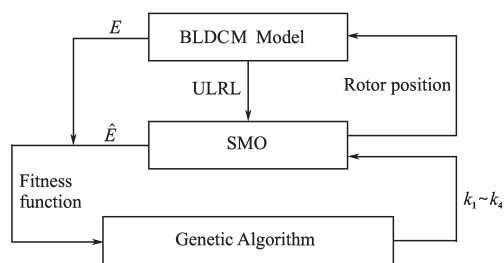 E
BLDCM Model
ULRL
Rotor position
Ê
SMO
Fitness
function
k₁~k₄
Genetic Algorithm